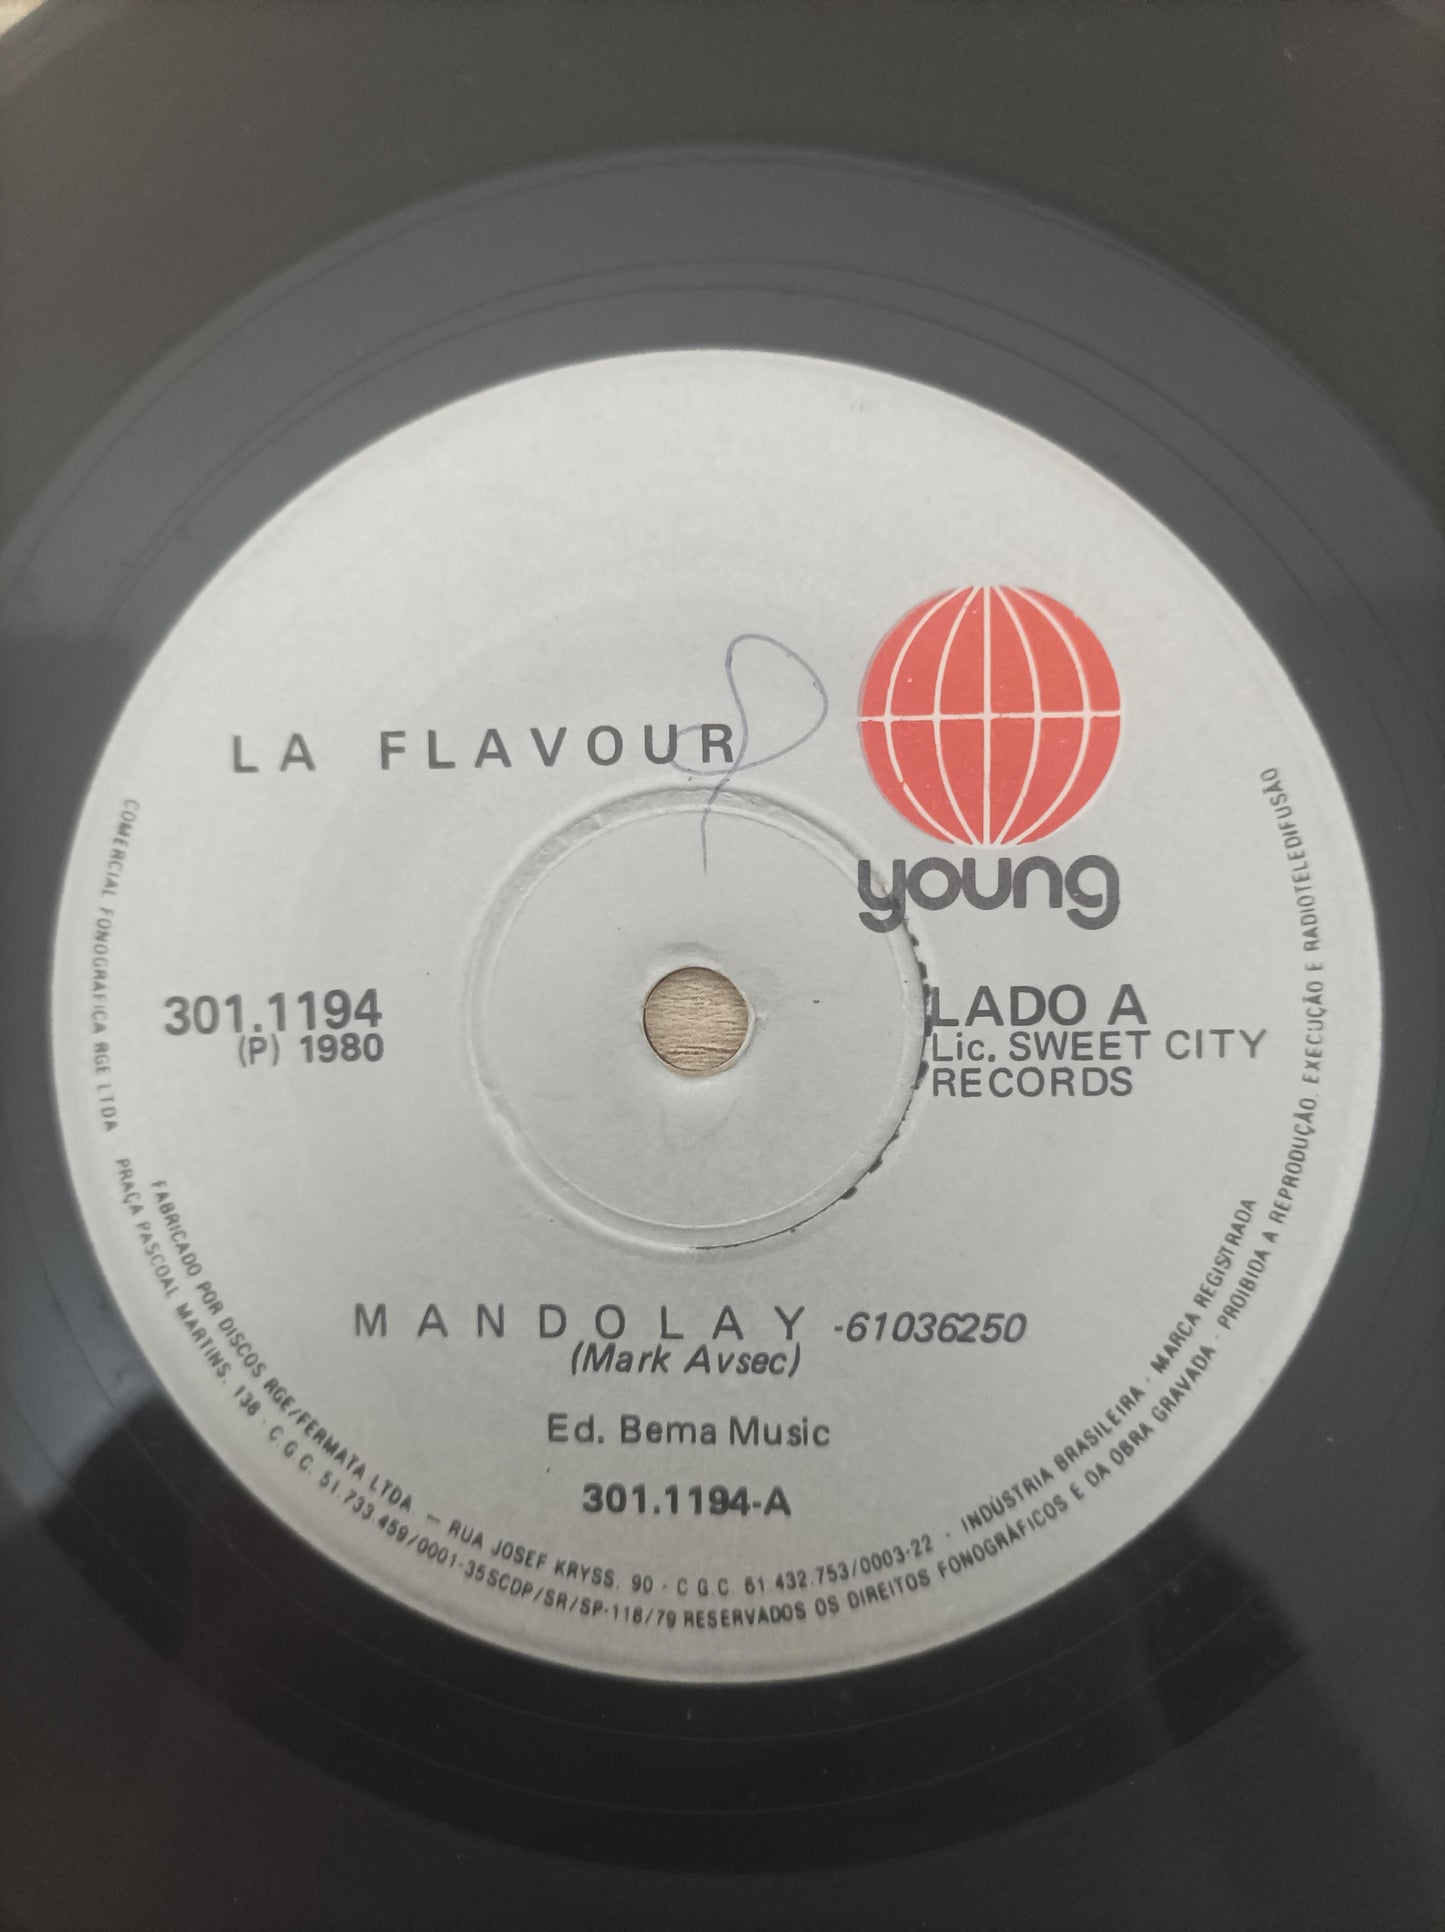 LA FLAVOUR
young
301.1194
(P) 1980
LADO A
Lic. SWEET CITY
RECORDS
MANDOLAY -61036250
(Mark Avsec)
Ed. Bema Music
301.1194-A
FABRICADO POR DISCOS RGE/FERMATA LTDA. — RUA JOSEF KRYSS, 90 - C.G.C. 61.432.753/0003-22 - INDÚSTRIA BRASILEIRA - MARCA REGISTRADA
COMERCIAL FONOGRAFICA RGE LTDA PRAÇA PASCOAL MARTINS, 138 - C.G.C. 51.733.459/0001-35 SCDP/SR/SP-118/79 RESERVADOS OS DIREITOS FONOGRÁFICOS E DA OBRA GRAVADA - PROIBIDA A REPRODUÇÃO, EXECUÇÃO E RADIOTELEDIFUSÃO